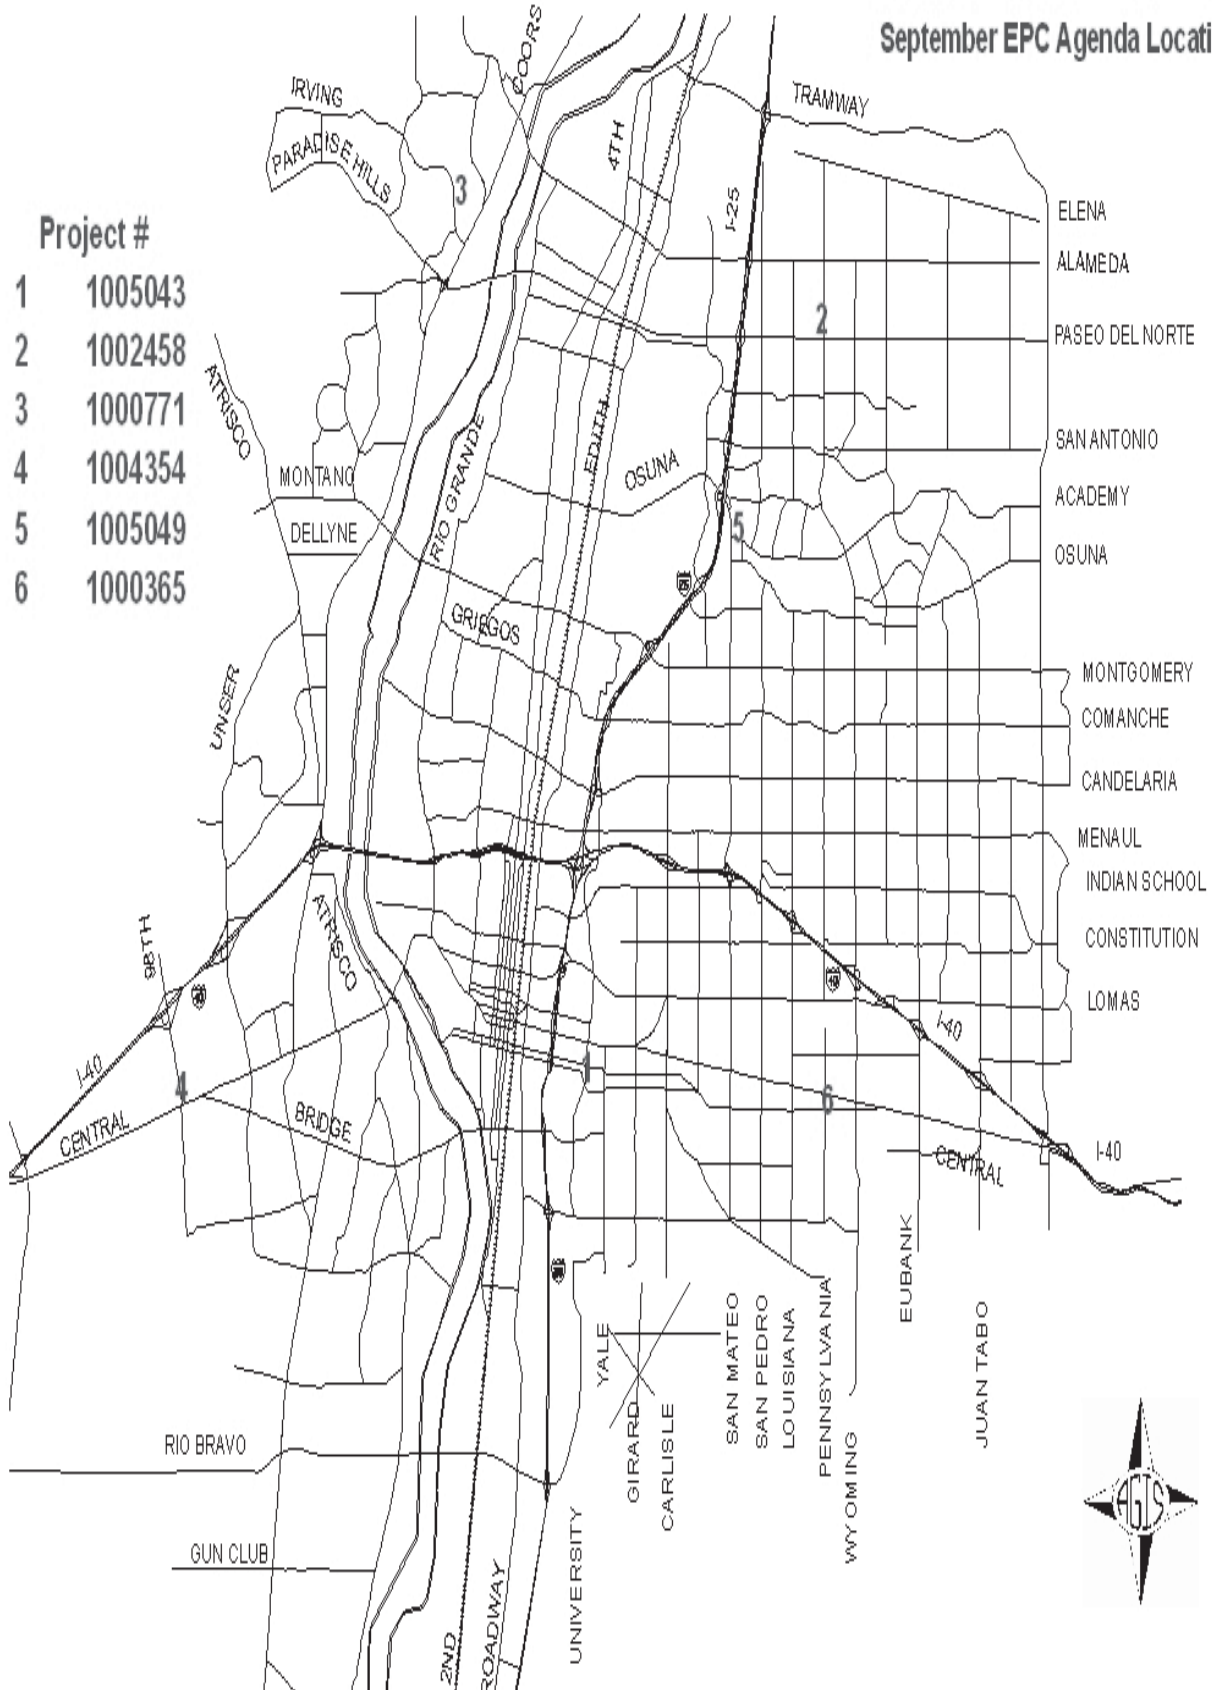 September EPC Agenda Locati
COORS
IRVING
TRAMWAY
PARADISE HILLS
4TH
3
I-25
ELENA
Project #
ALAMEDA
1 1005043
2
PASEO DEL NORTE
2 1002458
ATRISCO
3 1000771
RIO GRANDE
EDITH
SAN ANTONIO
4 1004354
MONTANO
OSUNA
ACADEMY
5 1005049
DELLYNE
5
OSUNA
6 1000365
25
GRIEGOS
UNSER
MONTGOMERY
COMANCHE
CANDELARIA
MENAUL
INDIAN SCHOOL
ATRISCO
98TH
CONSTITUTION
40
40
LOMAS
I-40
I-40
1
4
6
CENTRAL
BRIDGE
I-40
CENTRAL
EUBANK
YALE
SAN MATEO
SAN PEDRO
LOUISIANA
PENNSYLVANIA
JUAN TABO
GIRARD
CARLISLE
WYOMING
RIO BRAVO
AGIS
GUN CLUB
UNIVERSITY
2ND
ROADWAY